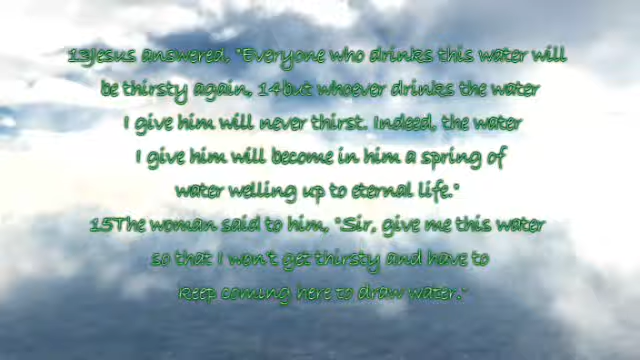 13Jesus answered, "Everyone who drinks this water will
be thirsty again, 14but whoever drinks the water
I give him will never thirst. Indeed, the water
I give him will become in him a spring of
water welling up to eternal life."
15The woman said to him, "Sir, give me this water
so that I won't get thirsty and have to
keep coming here to draw water."